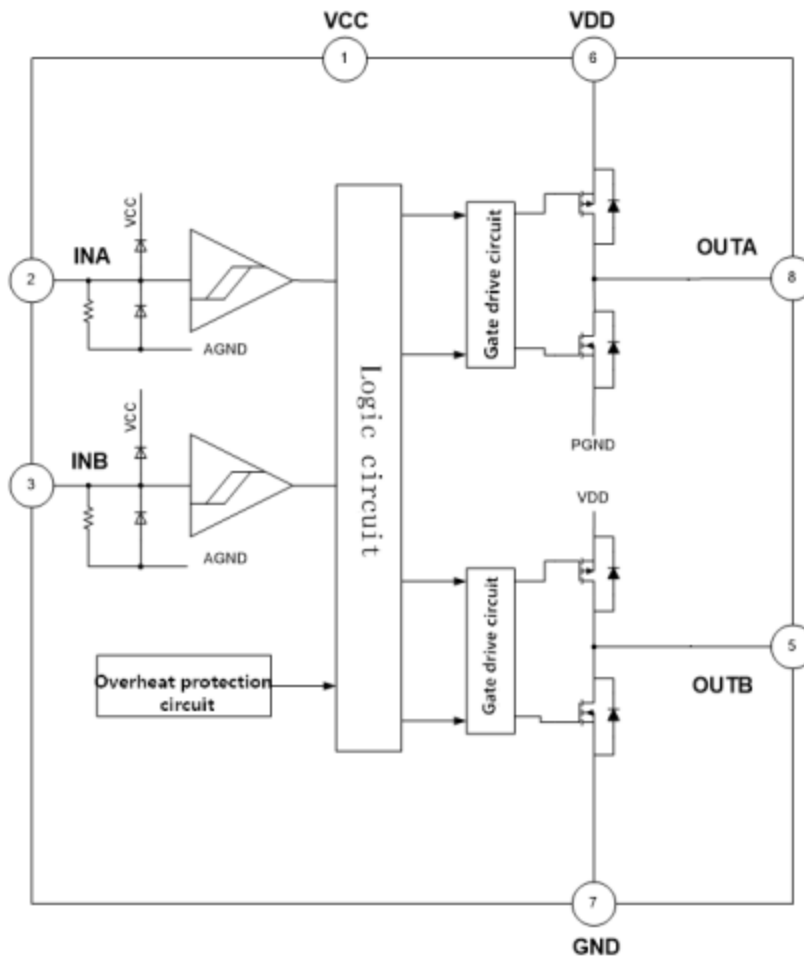 VCC
VDD
1
6
VCC
INA
2
AGND
Gate drive circuit
OUTA
8
Logic circuit
VCC
INB
3
AGND
PGND
VDD
Gate drive circuit
5
OUTB
Overheat protection
circuit
7
GND